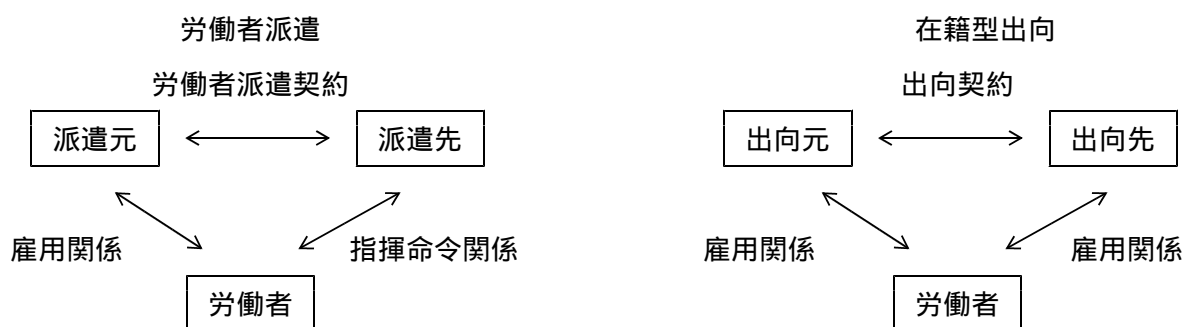 労働者派遣
労働者派遣契約
派遣元
派遣先
雇用関係
指揮命令関係
労働者
在籍型出向
出向契約
出向元
出向先
雇用関係
雇用関係
労働者